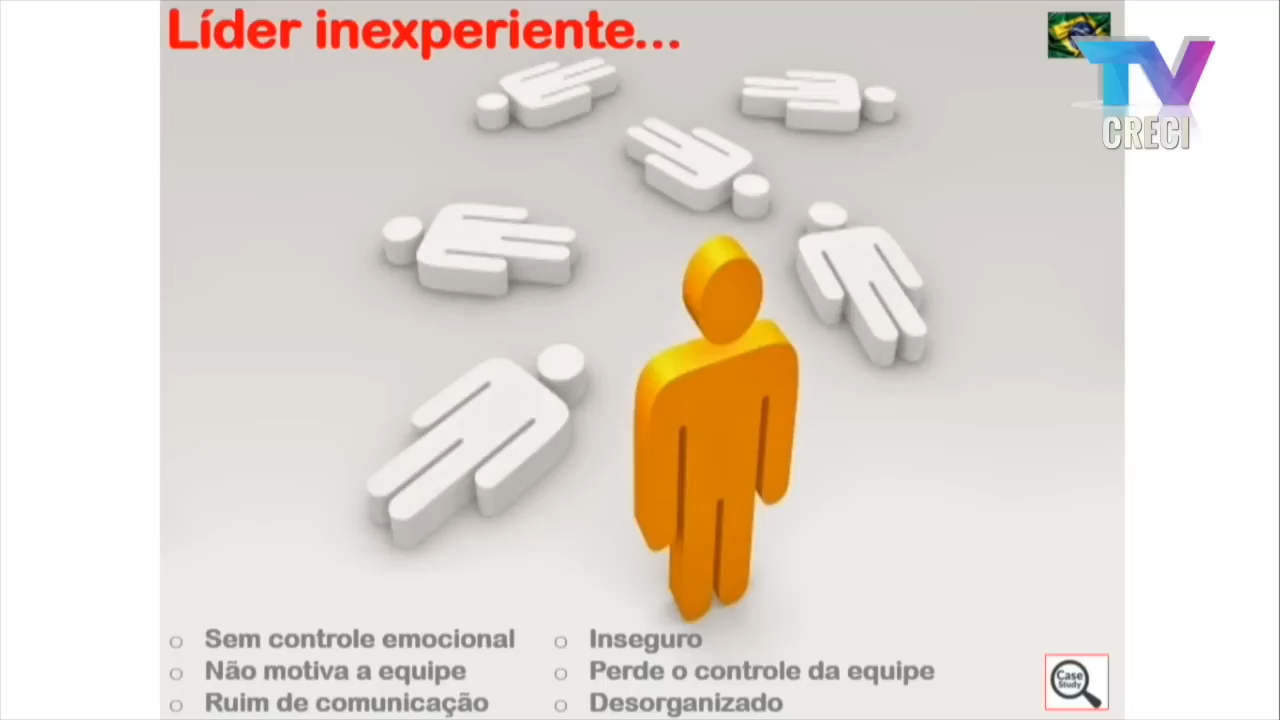 Líder inexperiente...
TV
CRECI
Sem controle emocional
Não motiva a equipe
Ruim de comunicação
Inseguro
Perde o controle da equipe
Desorganizado
Case
Study